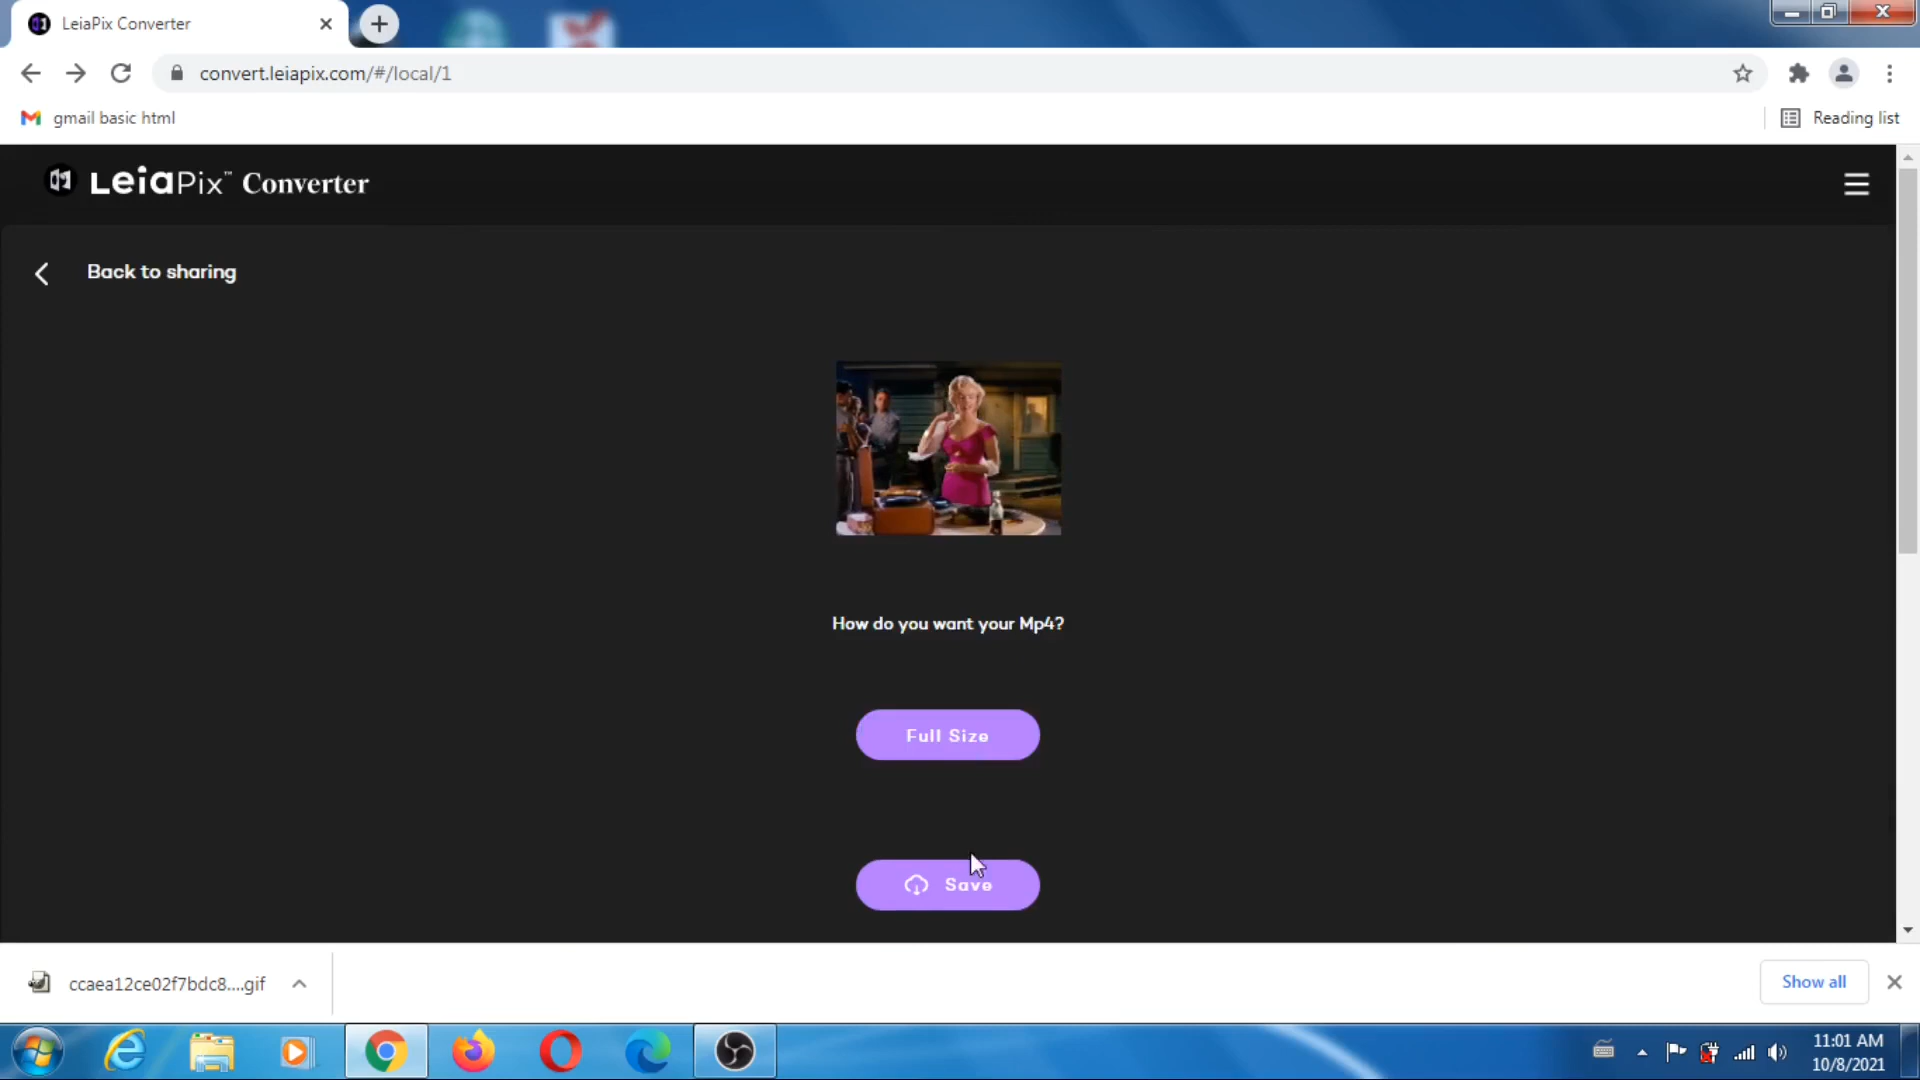 LeiaPix Converter
convert.leiapix.com/#/local/1
gmail basic html
Reading list
LeiaPix™ Converter
Back to sharing
How do you want your Mp4?
Full Size
Save
ccaea12ce02f7bdc8....gif
Show all
11:01 AM
10/8/2021